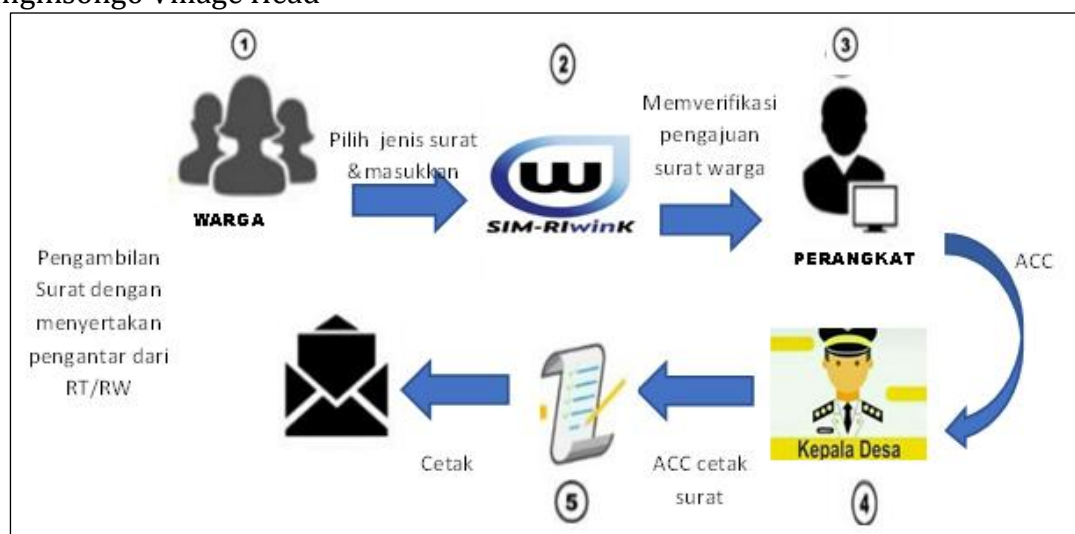 nginsongo Village Head
1
2
3
Pilih jenis surat
& masukkan
WARGA
SIM-RIwinK
Memverifikasi
pengajuan
surat warga
PERANGKAT
ACC
Pengambilan
Surat dengan
menyertakan
pengantar dari
RT/RW
Cetak
ACC cetak
surat
Kepala Desa
5
4